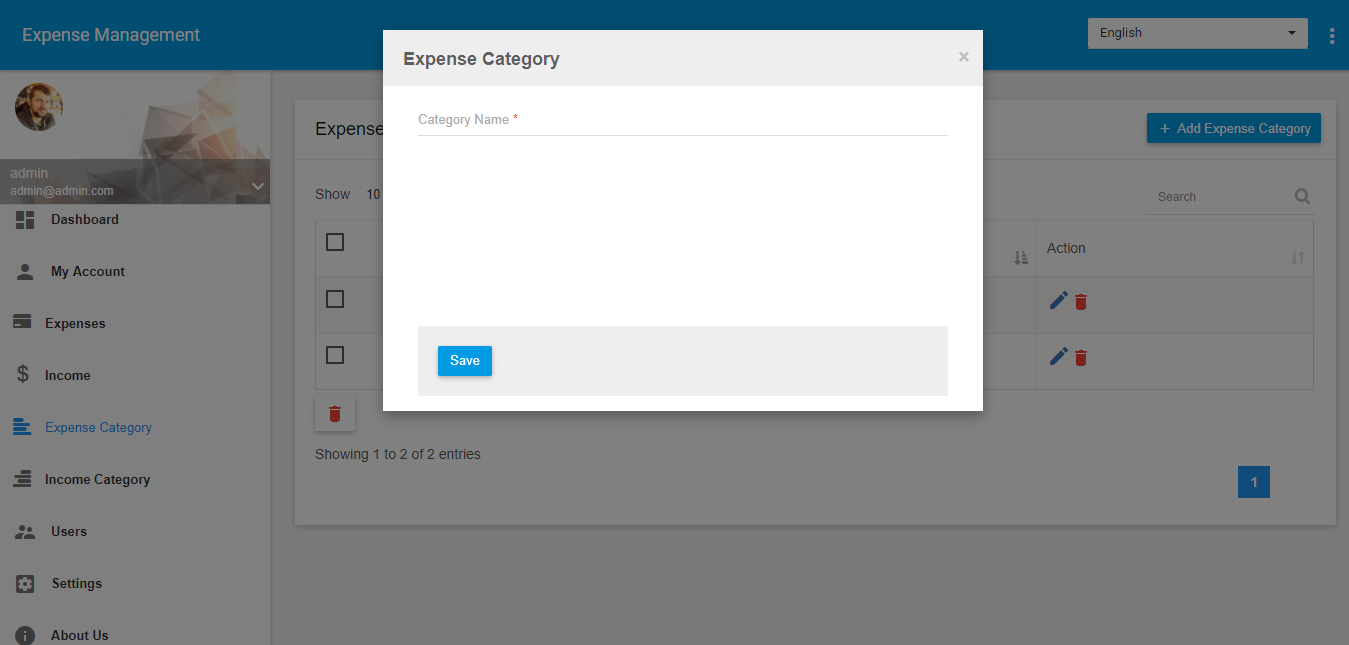 Expense Management
English
Expense Category
×
Category Name *
Save
admin
admin@admin.com
Dashboard
My Account
Expenses
Income
Expense Category
Income Category
Users
Settings
About Us
Expense
+ Add Expense Category
Show 10
Search
Action
Showing 1 to 2 of 2 entries
1